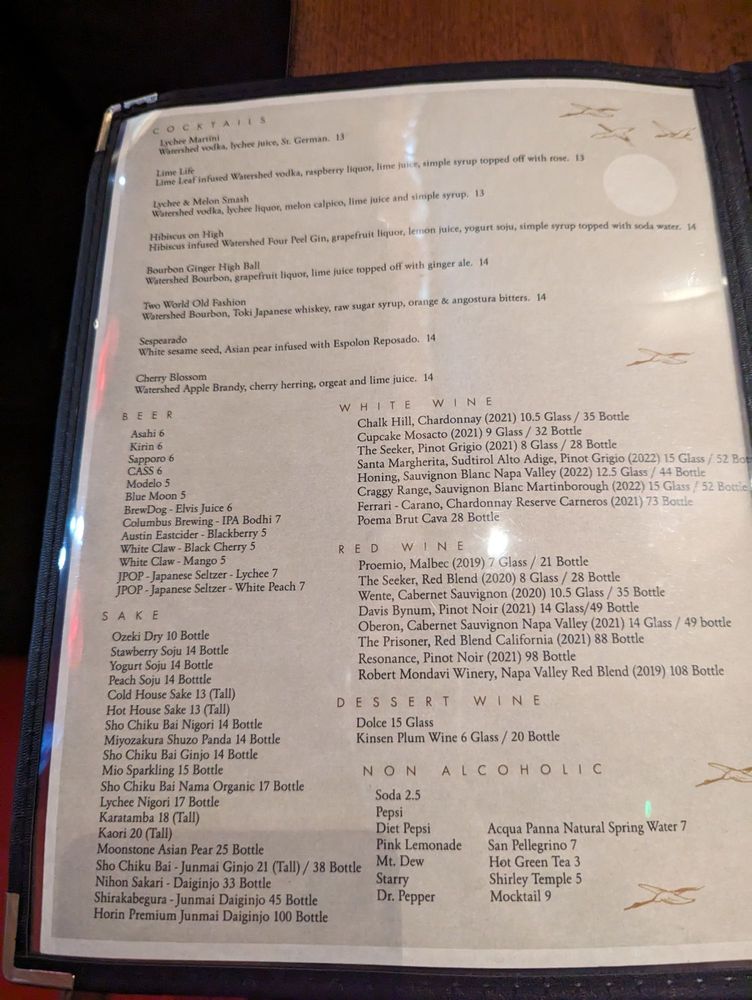 COCKTAILS
Lychee Martini
Watershed vodka, lychee juice, St. German. 13
Lime Life
Lime Leaf infused Watershed vodka, raspberry liquor, lime juice, simple syrup topped off with rose. 13
Lychee & Melon Smash
Watershed vodka, lychee liquor, melon calpico, lime juice and simple syrup. 13
Hibiscus on High
Hibiscus infused Watershed Four Peel Gin, grapefruit liquor, lemon juice, yogurt soju, simple syrup topped with soda water. 14
Bourbon Ginger High Ball
Watershed Bourbon, grapefruit liquor, lime juice topped off with ginger ale. 14
Two World Old Fashion
Watershed Bourbon, Toki Japanese whiskey, raw sugar syrup, orange & angostura bitters. 14
Sespearado
White sesame seed, Asian pear infused with Espolon Reposado. 14
Cherry Blossom
Watershed Apple Brandy, cherry herring, orgeat and lime juice. 14
BEER
Asahi 6
Kirin 6
Sapporo 6
CASS 6
Modelo 5
Blue Moon 5
BrewDog - Elvis Juice 6
Columbus Brewing - IPA Bodhi 7
Austin Eastcider - Blackberry 5
White Claw - Black Cherry 5
White Claw - Mango 5
JPOP - Japanese Seltzer - Lychee 7
JPOP - Japanese Seltzer - White Peach 7
SAKE
Ozeki Dry 10 Bottle
Stawberry Soju 14 Bottle
Yogurt Soju 14 Bottle
Peach Soju 14 Botttle
Cold House Sake 13 (Tall)
Hot House Sake 13 (Tall)
Sho Chiku Bai Nigori 14 Bottle
Miyozakura Shuzo Panda 14 Bottle
Sho Chiku Bai Ginjo 14 Bottle
Mio Sparkling 15 Bottle
Sho Chiku Bai Nama Organic 17 Bottle
Lychee Nigori 17 Bottle
Karatamba 18 (Tall)
Kaori 20 (Tall)
Moonstone Asian Pear 25 Bottle
Sho Chiku Bai - Junmai Ginjo 21 (Tall) / 38 Bottle
Nihon Sakari - Daiginjo 33 Bottle
Shirakabegura - Junmai Daiginjo 45 Bottle
Horin Premium Junmai Daiginjo 100 Bottle
WHITE WINE
Chalk Hill, Chardonnay (2021) 10.5 Glass / 35 Bottle
Cupcake Mosacto (2021) 9 Glass / 32 Bottle
The Seeker, Pinot Grigio (2021) 8 Glass / 28 Bottle
Santa Margherita, Sudtirol Alto Adige, Pinot Grigio (2022) 15 Glass / 52 Bott
Honing, Sauvignon Blanc Napa Valley (2022) 12.5 Glass / 44 Bottle
Craggy Range, Sauvignon Blanc Martinborough (2022) 15 Glass / 52 Bottle
Ferrari - Carano, Chardonnay Reserve Carneros (2021) 73 Bottle
Poema Brut Cava 28 Bottle
RED WINE
Proemio, Malbec (2019) 7 Glass / 21 Bottle
The Seeker, Red Blend (2020) 8 Glass / 28 Bottle
Wente, Cabernet Sauvignon (2020) 10.5 Glass / 35 Bottle
Davis Bynum, Pinot Noir (2021) 14 Glass/49 Bottle
Oberon, Cabernet Sauvignon Napa Valley (2021) 14 Glass / 49 bottle
The Prisoner, Red Blend California (2021) 88 Bottle
Resonance, Pinot Noir (2021) 98 Bottle
Robert Mondavi Winery, Napa Valley Red Blend (2019) 108 Bottle
DESSERT WINE
Dolce 15 Glass
Kinsen Plum Wine 6 Glass / 20 Bottle
NON ALCOHOLIC
Soda 2.5
Pepsi
Diet Pepsi
Pink Lemonade
Mt. Dew
Starry
Dr. Pepper
Acqua Panna Natural Spring Water 7
San Pellegrino 7
Hot Green Tea 3
Shirley Temple 5
Mocktail 9